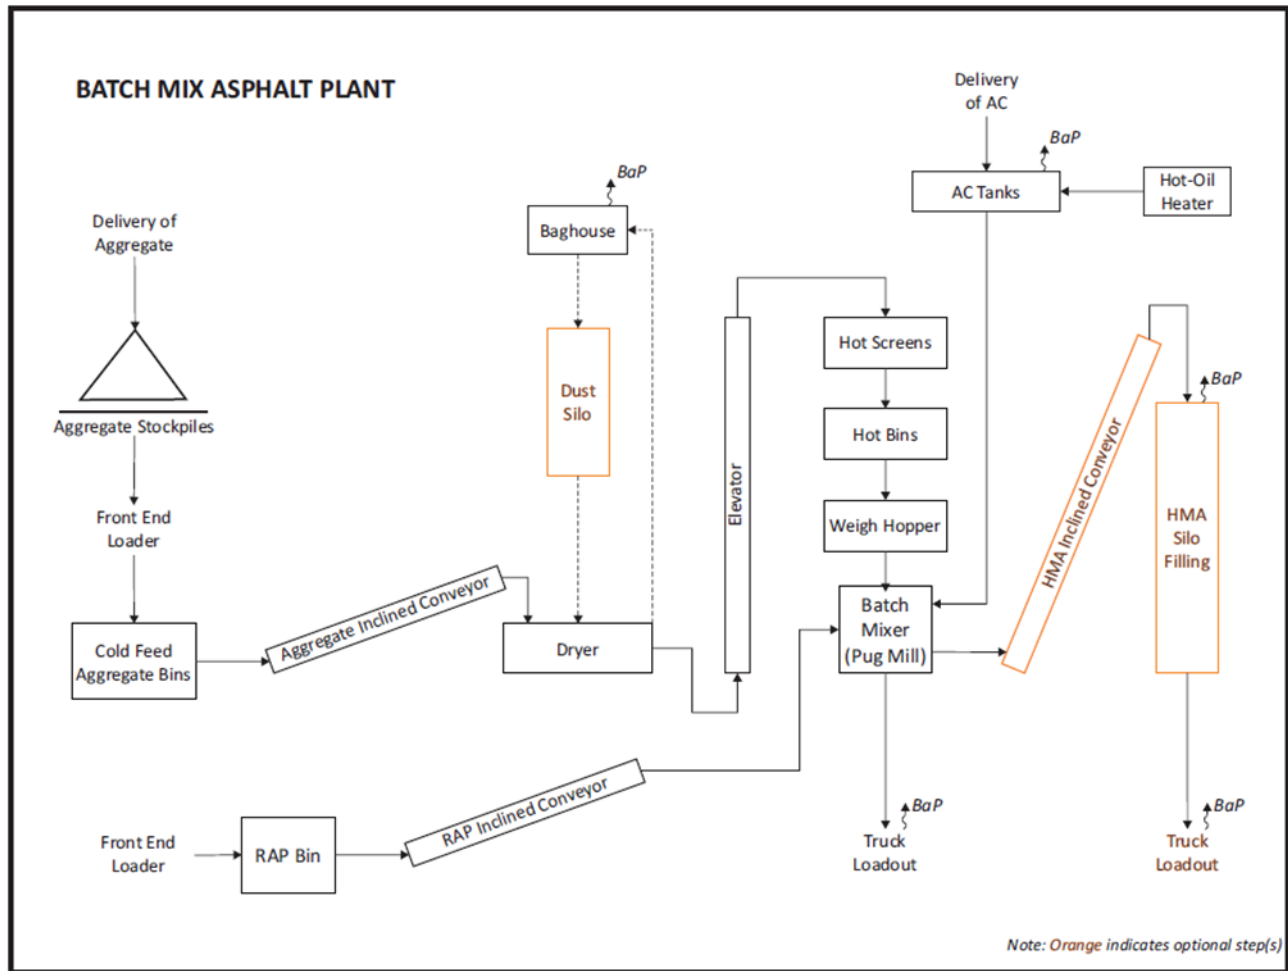 BATCH MIX ASPHALT PLANT
Delivery
of AC
BaP
AC Tanks
Hot-Oil
Heater
BaP
Baghouse
Delivery of
Aggregate
Aggregate Stockpiles
Front End
Loader
Cold Feed
Aggregate Bins
Aggregate Inclined Conveyor
Dust
Silo
Dryer
Elevator
Hot Screens
Hot Bins
Weigh Hopper
Batch
Mixer
(Pug Mill)
HMA Inclined Conveyor
BaP
HMA
Silo
Filling
Front End
Loader
RAP Bin
RAP Inclined Conveyor
BaP
Truck
Loadout
BaP
Truck
Loadout
Note: Orange indicates optional step(s)